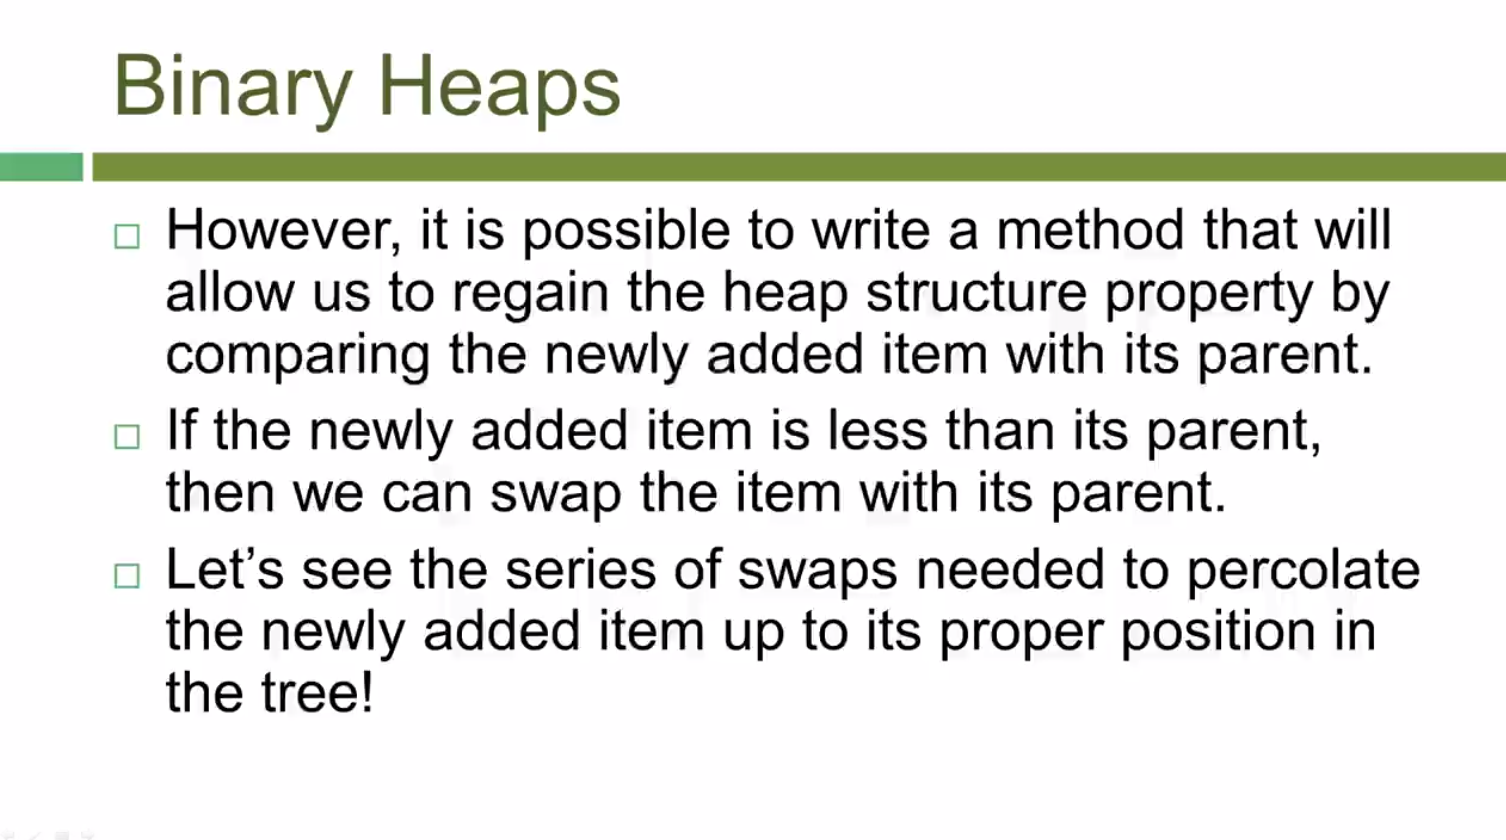 Binary Heaps
However, it is possible to write a method that will
allow us to regain the heap structure property by
comparing the newly added item with its parent.
If the newly added item is less than its parent,
then we can swap the item with its parent.
Let’s see the series of swaps needed to percolate
the newly added item up to its proper position in
the tree!